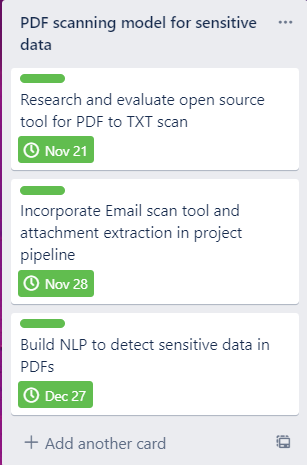 PDF scanning model for sensitive
data
Research and evaluate open source
tool for PDF to TXT scan
Nov 21
Incorporate Email scan tool and
attachment extraction in project
pipeline
Nov 28
Build NLP to detect sensitive data in
PDFs
Dec 27
+ Add another card